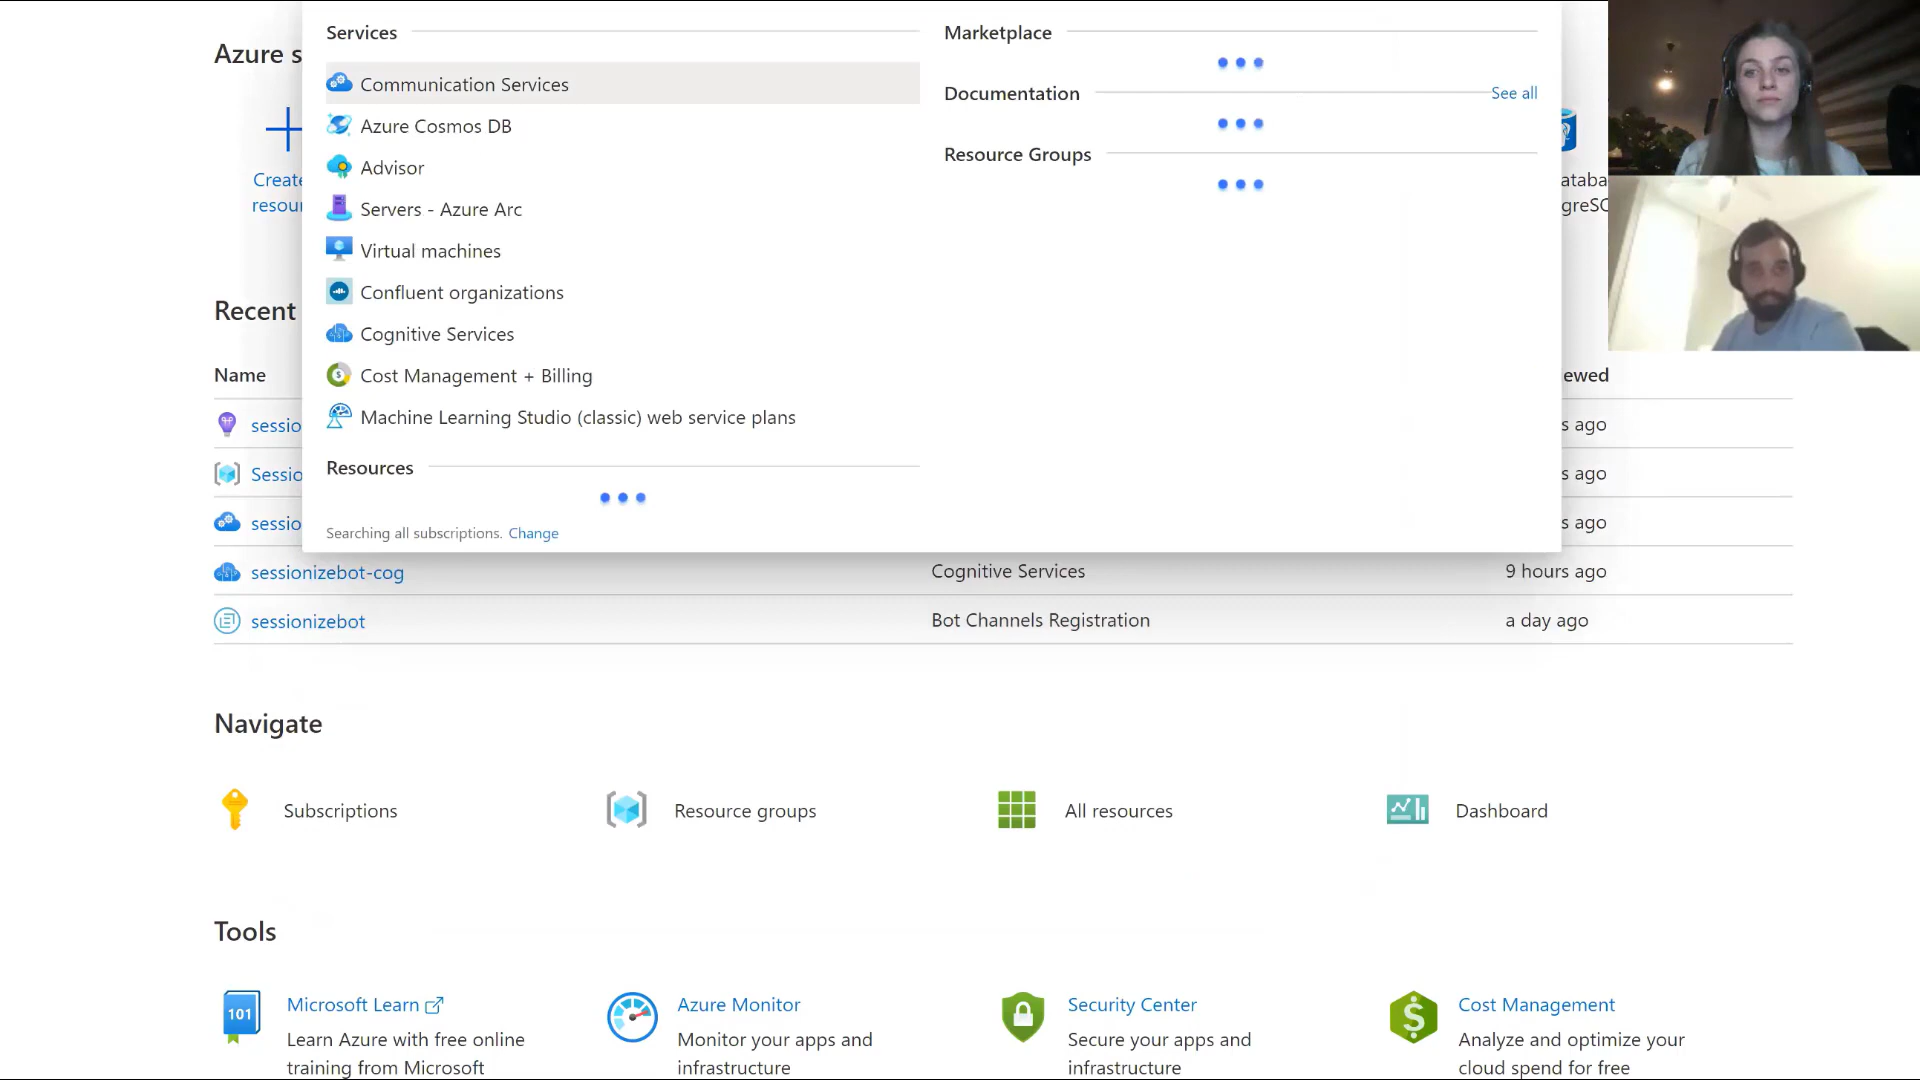 Services
Communication Services
Azure Cosmos DB
Advisor
Servers - Azure Arc
Virtual machines
Confluent organizations
Cognitive Services
Cost Management + Billing
Machine Learning Studio (classic) web service plans
Resources
Searching all subscriptions. Change
Marketplace
Documentation
See all
Resource Groups
Azure s
Create
resour
ataba
greSQ
Recent
Name
ewed
sessio
s ago
Sessio
s ago
sessio
s ago
sessionizebot-cog
Cognitive Services
9 hours ago
sessionizebot
Bot Channels Registration
a day ago
Navigate
Subscriptions
Resource groups
All resources
Dashboard
Tools
101
Microsoft Learn
Learn Azure with free online
training from Microsoft
Azure Monitor
Monitor your apps and
infrastructure
Security Center
Secure your apps and
infrastructure
Cost Management
Analyze and optimize your
cloud spend for free